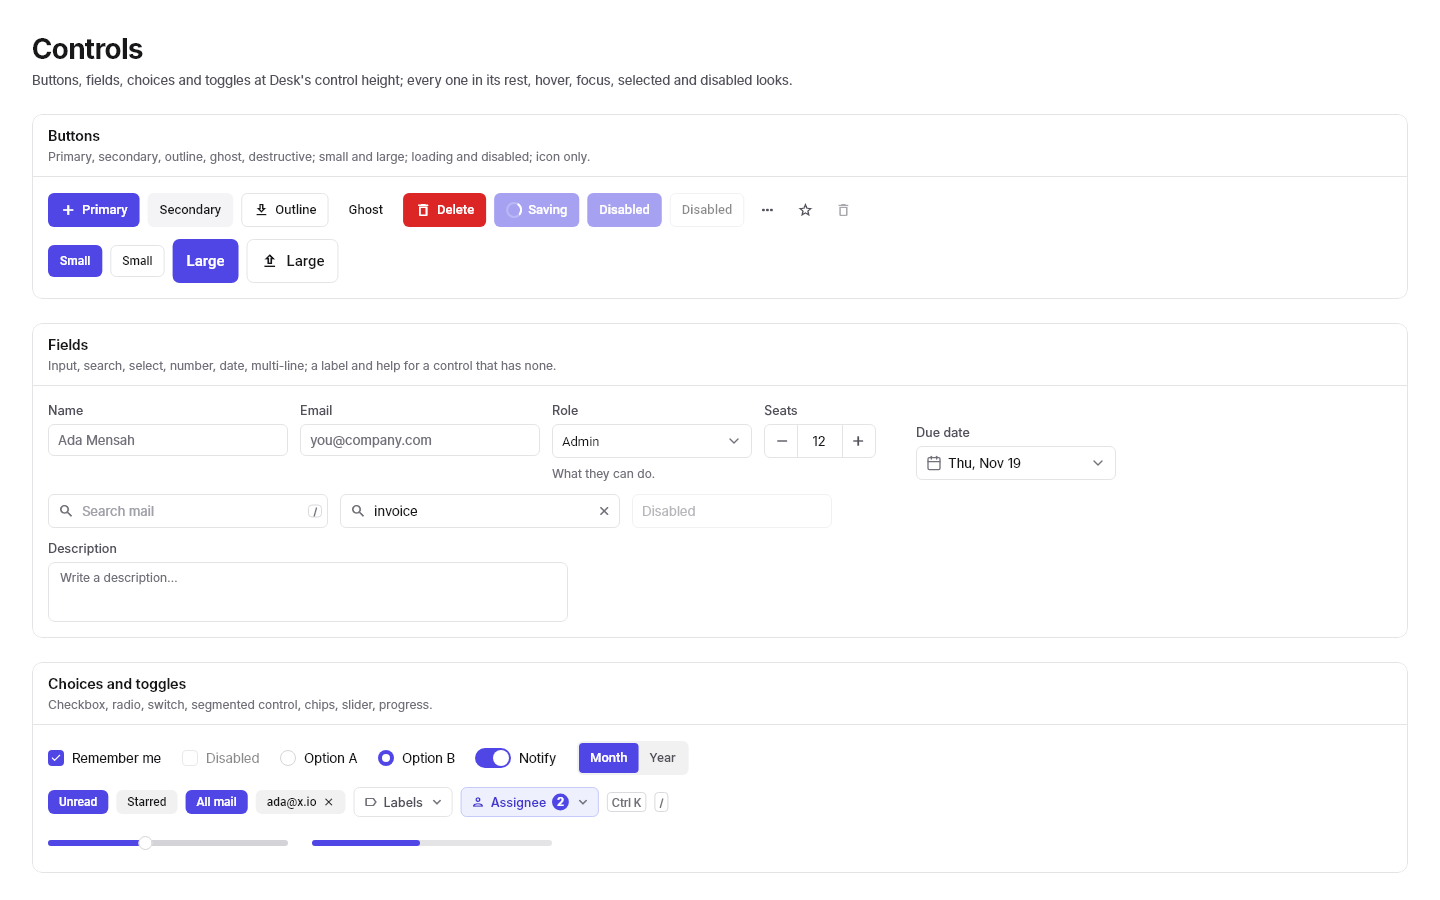 Controls
Buttons, fields, choices and toggles at Desk's control height; every one in its rest, hover, focus, selected and disabled looks.
Buttons
Primary, secondary, outline, ghost, destructive; small and large; loading and disabled; icon only.
Primary Secondary Outline Ghost Delete Saving Disabled Disabled
Small Small Large Large
Fields
Input, search, select, number, date, multi-line; a label and help for a control that has none.
Name Email Role Seats
Due date
Ada Mensah you@company.com Admin 12
Thu, Nov 19
What they can do.
Search mail / invoice Disabled
Description
Write a description...
Choices and toggles
Checkbox, radio, switch, segmented control, chips, slider, progress.
Remember me Disabled Option A Option B Notify Month Year
Unread Starred All mail ada@x.io Labels Assignee 2 Ctrl K /